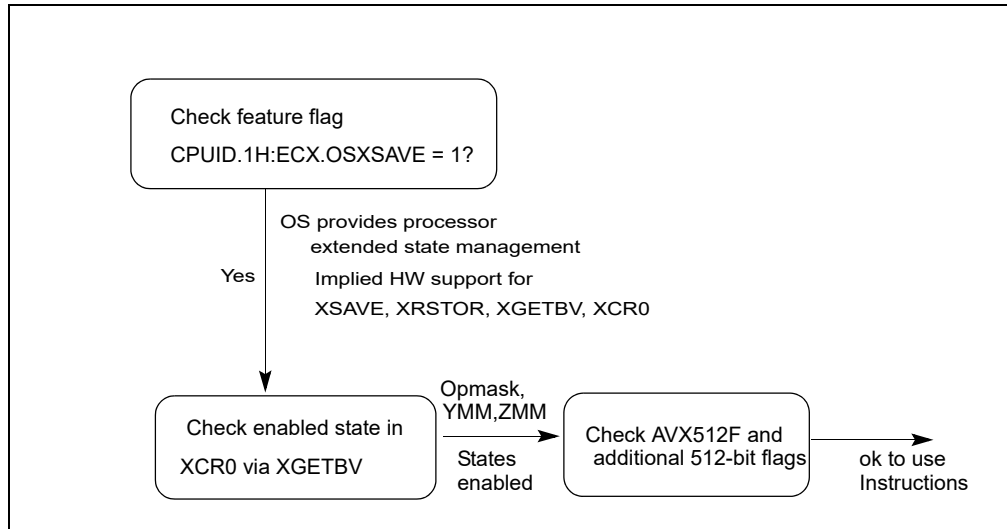 Check feature flag
CPUID.1H:ECX.OSXSAVE = 1?
OS provides processor
extended state management
Yes
Implied HW support for
XSAVE, XRSTOR, XGETBV, XCR0
Check enabled state in
XCR0 via XGETBV
Opmask,
YMM,ZMM
States
enabled
Check AVX512F and
additional 512-bit flags
ok to use
Instructions